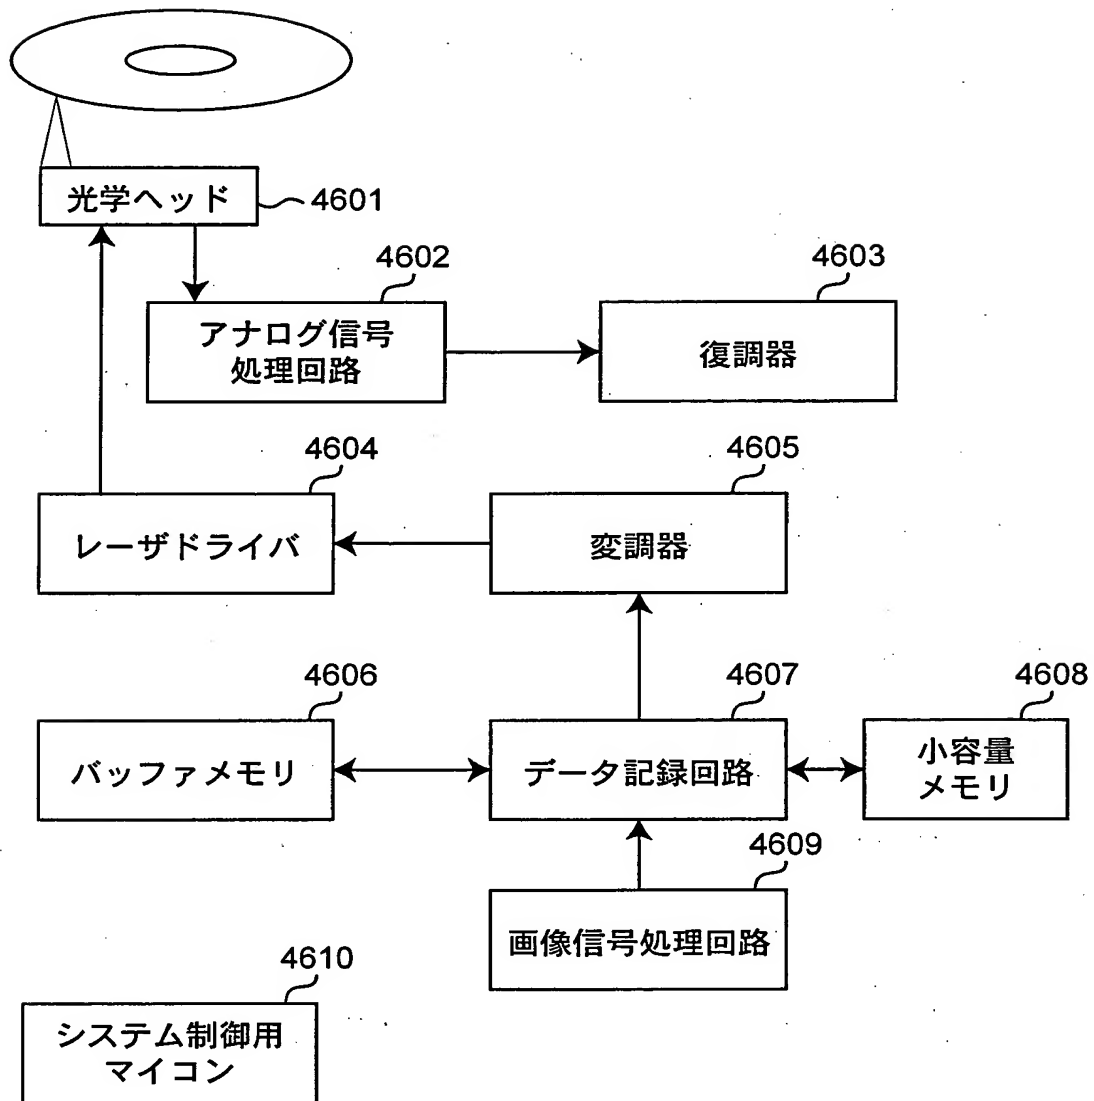 光学ヘッド
4601
4602
アナログ信号
処理回路
4603
復調器
4604
レーザドライバ
4605
変調器
4606
バッファメモリ
4607
データ記録回路
4608
小容量
メモリ
4609
画像信号処理回路
4610
システム制御用
マイコン